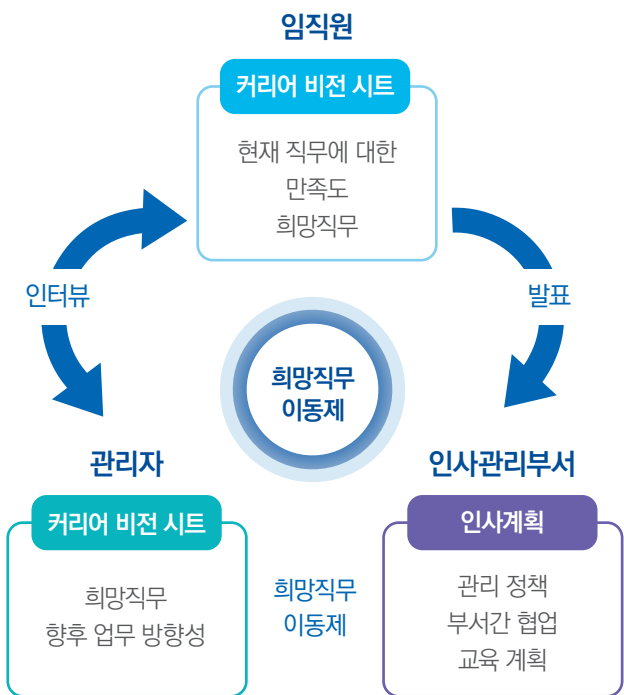 임직원
커리어 비전 시트
현재 직무에 대한
만족도
희망직무
인터뷰
발표
희망직무
이동제
관리자
커리어 비전 시트
희망직무
향후 업무 방향성
희망직무
이동제
인사관리부서
인사계획
관리 정책
부서간 협업
교육 계획